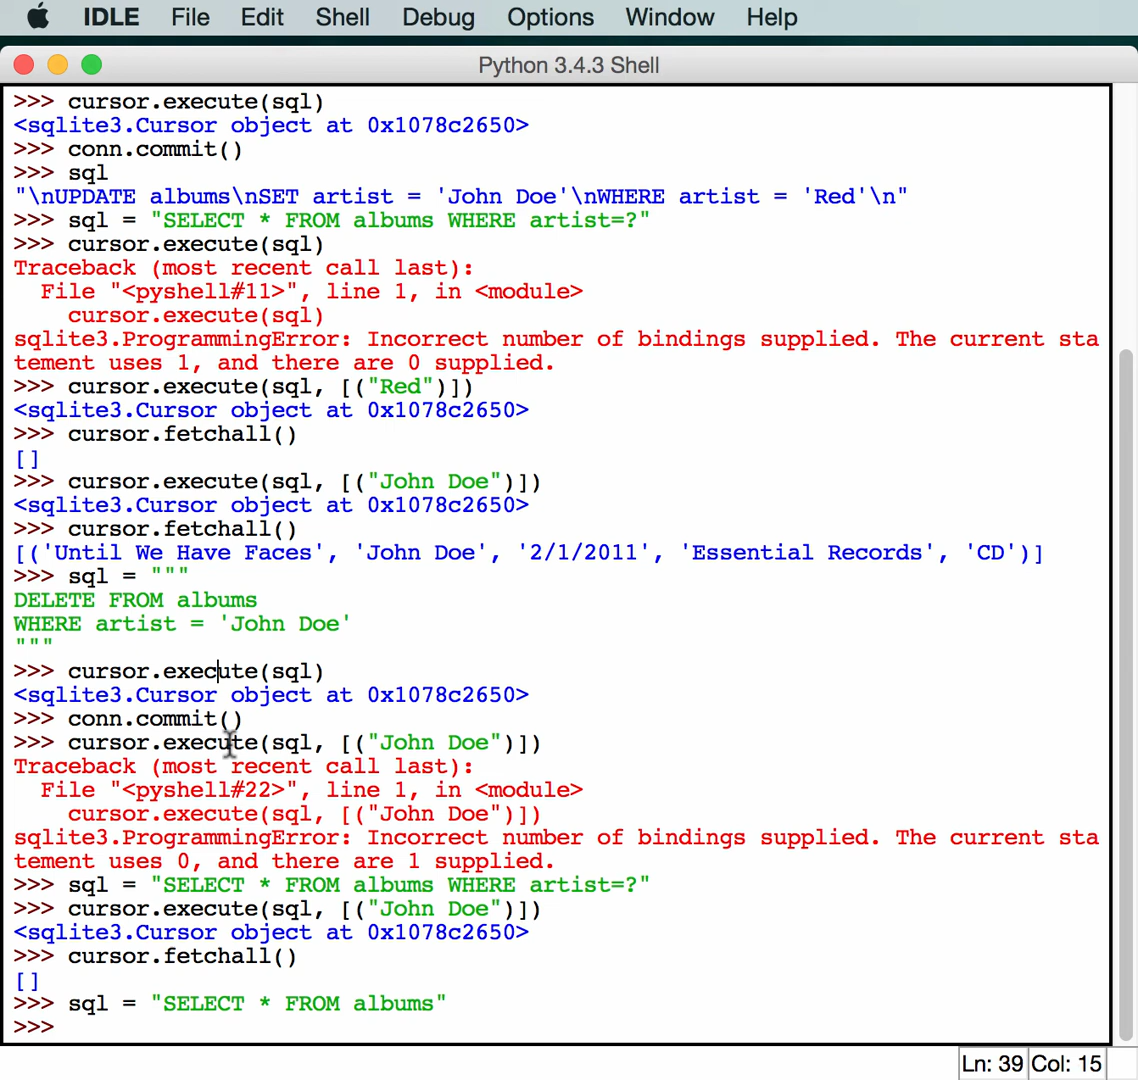 IDLE File Edit Shell Debug Options Window Help
Python 3.4.3 Shell
>>> cursor.execute(sql)
<sqlite3.Cursor object at 0x1078c2650>
>>> conn.commit()
>>> sql
"\nUPDATE albums\nSET artist = 'John Doe'\nWHERE artist = 'Red'\n"
>>> sql = "SELECT * FROM albums WHERE artist=?"
>>> cursor.execute(sql)
Traceback (most recent call last):
  File "<pyshell#11>", line 1, in <module>
    cursor.execute(sql)
sqlite3.ProgrammingError: Incorrect number of bindings supplied. The current sta
tement uses 1, and there are 0 supplied.
>>> cursor.execute(sql, [("Red")])
<sqlite3.Cursor object at 0x1078c2650>
>>> cursor.fetchall()
[]
>>> cursor.execute(sql, [("John Doe")])
<sqlite3.Cursor object at 0x1078c2650>
>>> cursor.fetchall()
[('Until We Have Faces', 'John Doe', '2/1/2011', 'Essential Records', 'CD')]
>>> sql = """
DELETE FROM albums
WHERE artist = 'John Doe'
"""
>>> cursor.execute(sql)
<sqlite3.Cursor object at 0x1078c2650>
>>> conn.commit()
>>> cursor.execute(sql, [("John Doe")])
Traceback (most recent call last):
  File "<pyshell#22>", line 1, in <module>
    cursor.execute(sql, [("John Doe")])
sqlite3.ProgrammingError: Incorrect number of bindings supplied. The current sta
tement uses 0, and there are 1 supplied.
>>> sql = "SELECT * FROM albums WHERE artist=?"
>>> cursor.execute(sql, [("John Doe")])
<sqlite3.Cursor object at 0x1078c2650>
>>> cursor.fetchall()
[]
>>> sql = "SELECT * FROM albums"
>>>
Ln: 39 Col: 15